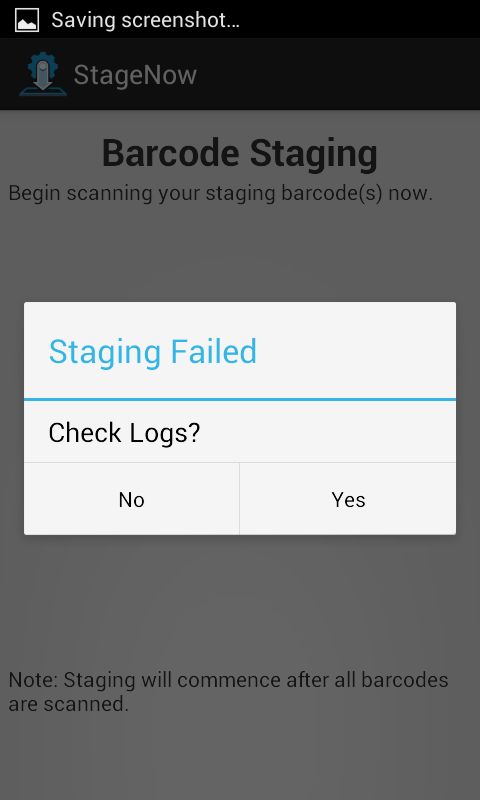 Saving screenshot...
StageNow
Barcode Staging
Begin scanning your staging barcode(s) now.
Staging Failed
Check Logs?
No
Yes
Note: Staging will commence after all barcodes
are scanned.